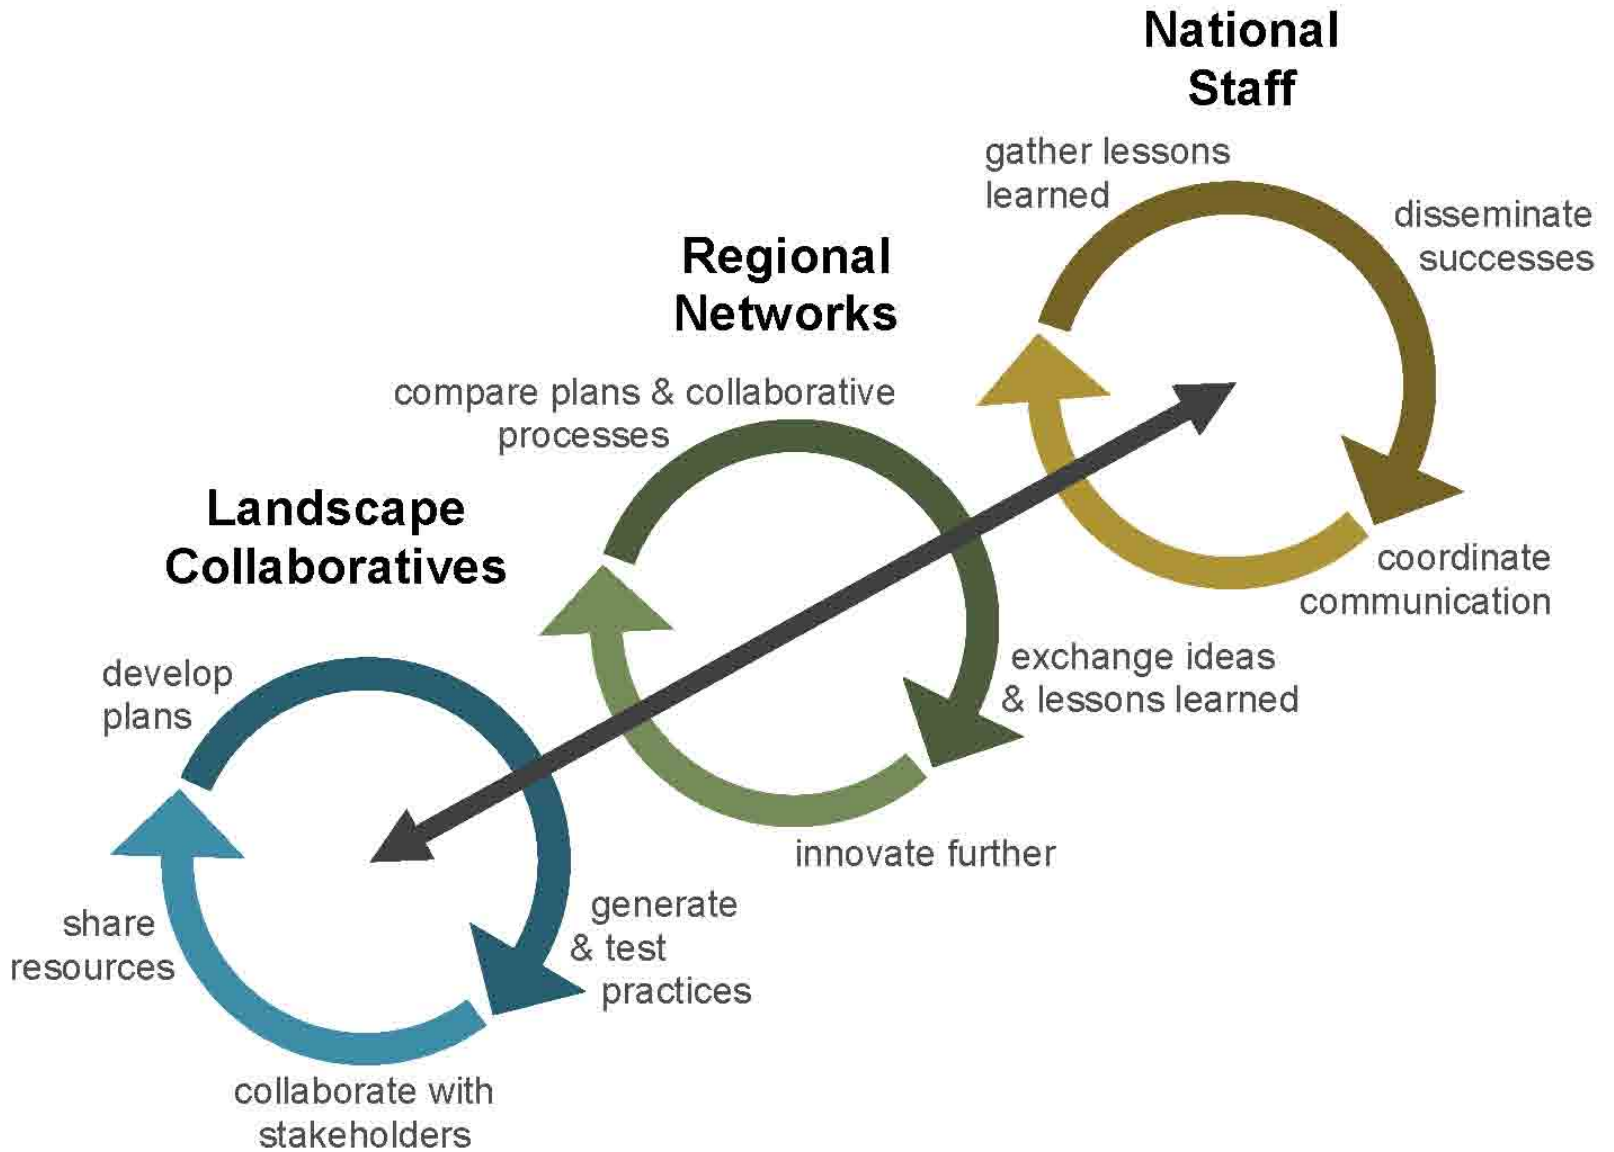 National
Staff
gather lessons
learned
disseminate
successes
coordinate
communication
Regional
Networks
compare plans & collaborative
processes
exchange ideas
& lessons learned
innovate further
Landscape
Collaboratives
develop
plans
generate
& test
practices
collaborate with
stakeholders
share
resources